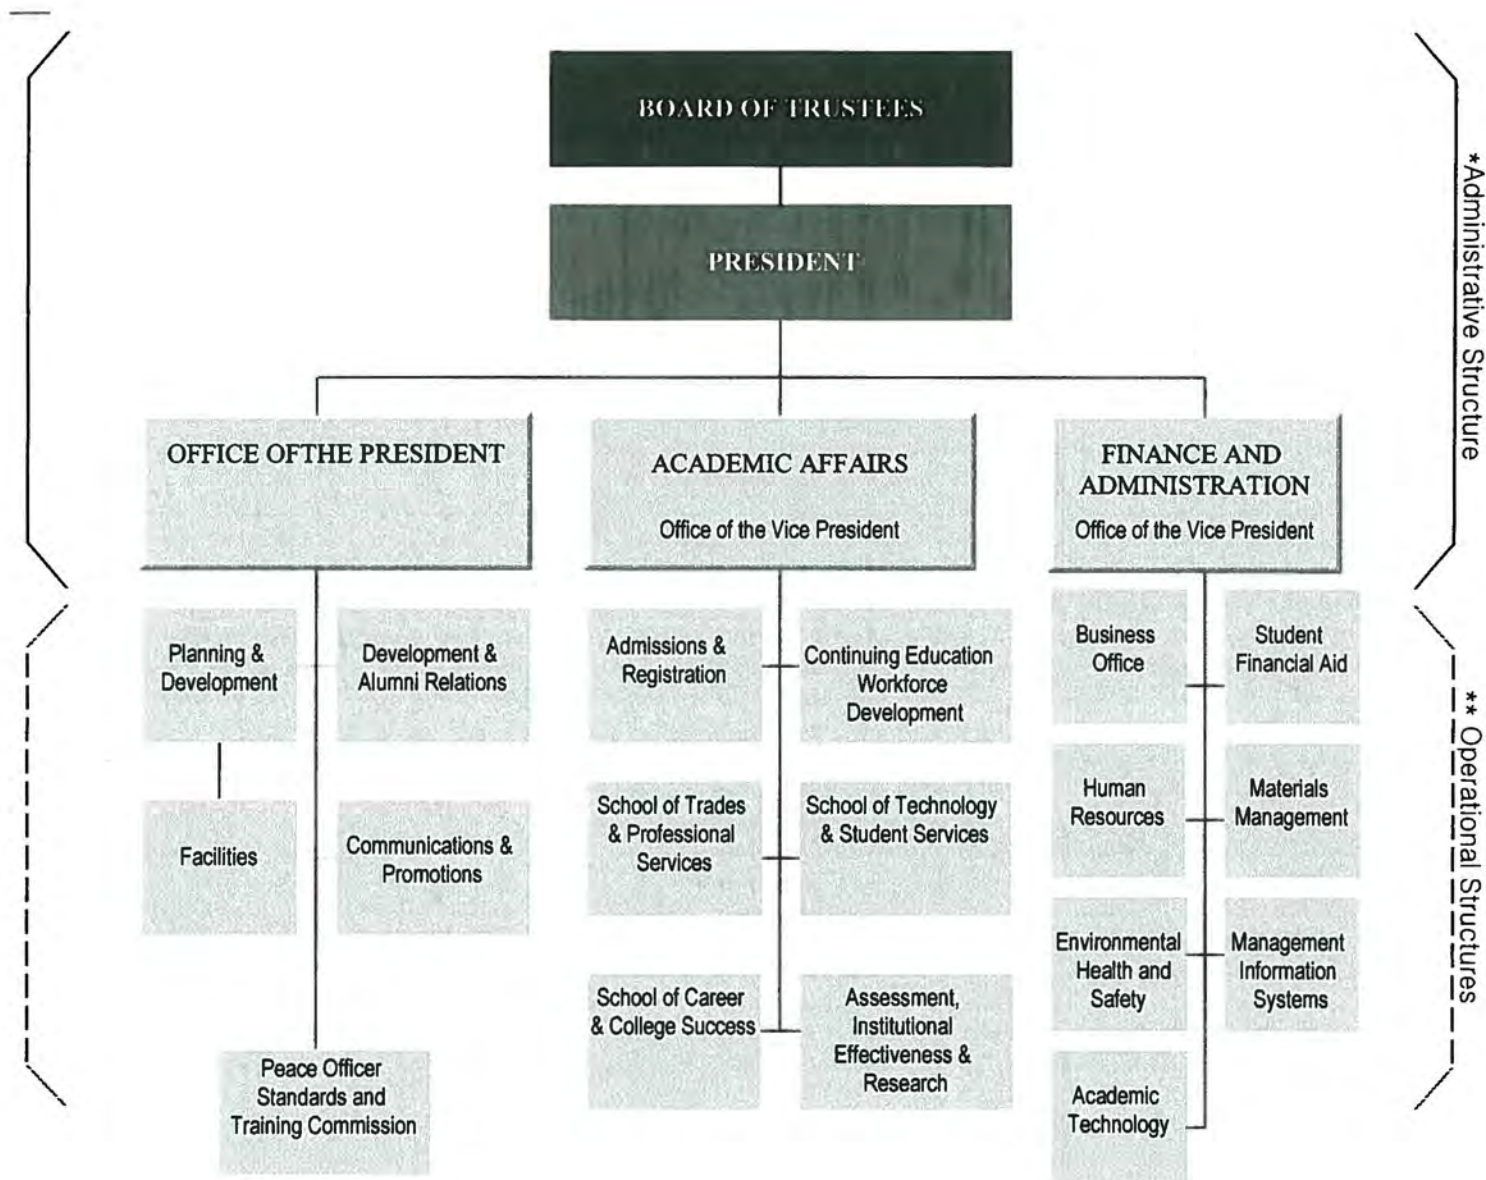 BOARD OF TRUSTEES
PRESIDENT
*Administrative Structure
OFFICE OFTHE PRESIDENT
ACADEMIC AFFAIRS
Office of the Vice President
FINANCE AND
ADMINISTRATION
Office of the Vice President
Planning &
Development
Development &
Alumni Relations
Facilities
Communications &
Promotions
Peace Officer
Standards and
Training Commission
Admissions &
Registration
Continuing Education
Workforce
Development
School of Trades
& Professional
Services
School of Technology
& Student Services
School of Career
& College Success
Assessment,
Institutional
Effectiveness &
Research
Business
Office
Student
Financial Aid
Human
Resources
Materials
Management
Environmental
Health and
Safety
Management
Information
Systems
Academic
Technology
** Operational Structures